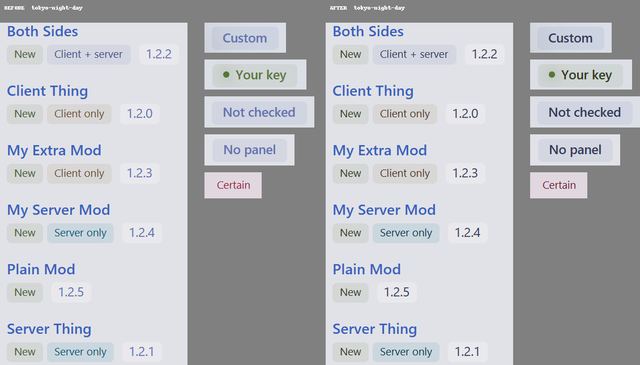 BEFORE tokyo-night-day
Both Sides
New Client + server 1.2.2
Client Thing
New Client only 1.2.0
My Extra Mod
New Client only 1.2.3
My Server Mod
New Server only 1.2.4
Plain Mod
New 1.2.5
Server Thing
New Server only 1.2.1
Custom
Your key
Not checked
No panel
Certain
AFTER tokyo-night-day
Both Sides
New Client + server 1.2.2
Client Thing
New Client only 1.2.0
My Extra Mod
New Client only 1.2.3
My Server Mod
New Server only 1.2.4
Plain Mod
New 1.2.5
Server Thing
New Server only 1.2.1
Custom
Your key
Not checked
No panel
Certain